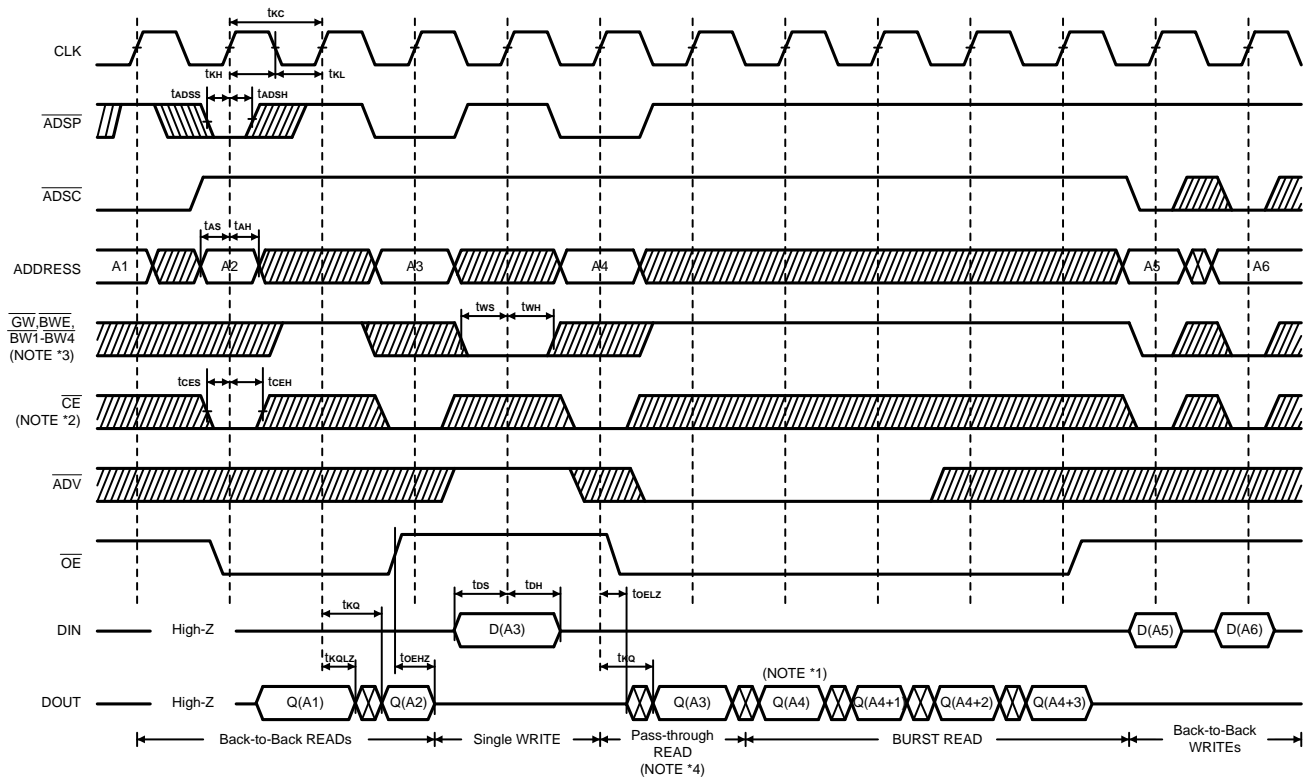 tKC
CLK
tKH
tKL
tADSS
tADSH
ADSP
ADSC
tAS
tAH
ADDRESS
A1
A2
A3
A4
A5
A6
GW,BWE,
BW1-BW4
(NOTE *3)
tWS
tWH
CE
(NOTE *2)
tCES
tCEH
ADV
OE
tDS
tDH
tOELZ
tKQ
DIN
High-Z
D(A3)
D(A5)
D(A6)
tKQLZ
tOEHZ
tKQ
(NOTE *1)
DOUT
High-Z
Q(A1)
Q(A2)
Q(A3)
Q(A4)
Q(A4+1)
Q(A4+2)
Q(A4+3)
Back-to-Back READs
Single WRITE
Pass-through
READ
(NOTE *4)
BURST READ
Back-to-Back
WRITEs